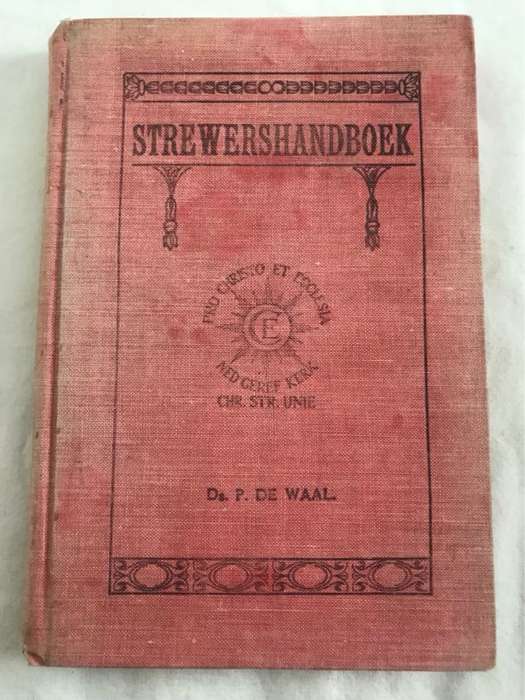 STREWERSHANDBOEK
PRO CHRISTO ET ECCLESIA
CE
NED GEREF KERK
CHR. STR. UNIE
Ds. P. DE WAAL.